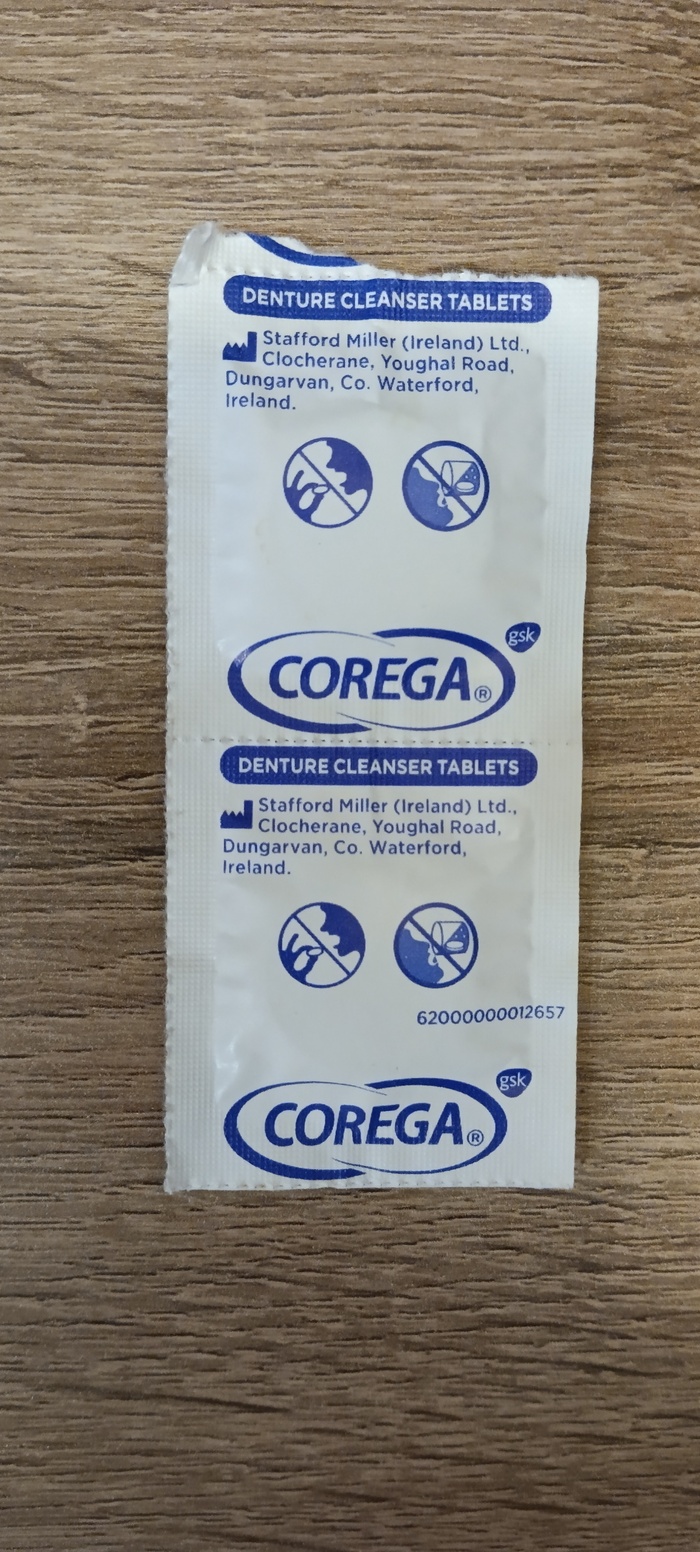 DENTURE CLEANSER TABLETS
Stafford Miller (Ireland) Ltd.,
Clocherane, Youghal Road,
Dungarvan, Co. Waterford,
Ireland.
gsk
COREGA®
DENTURE CLEANSER TABLETS
Stafford Miller (Ireland) Ltd.,
Clocherane, Youghal Road,
Dungarvan, Co. Waterford,
Ireland.
62000000012657
gsk
COREGA®